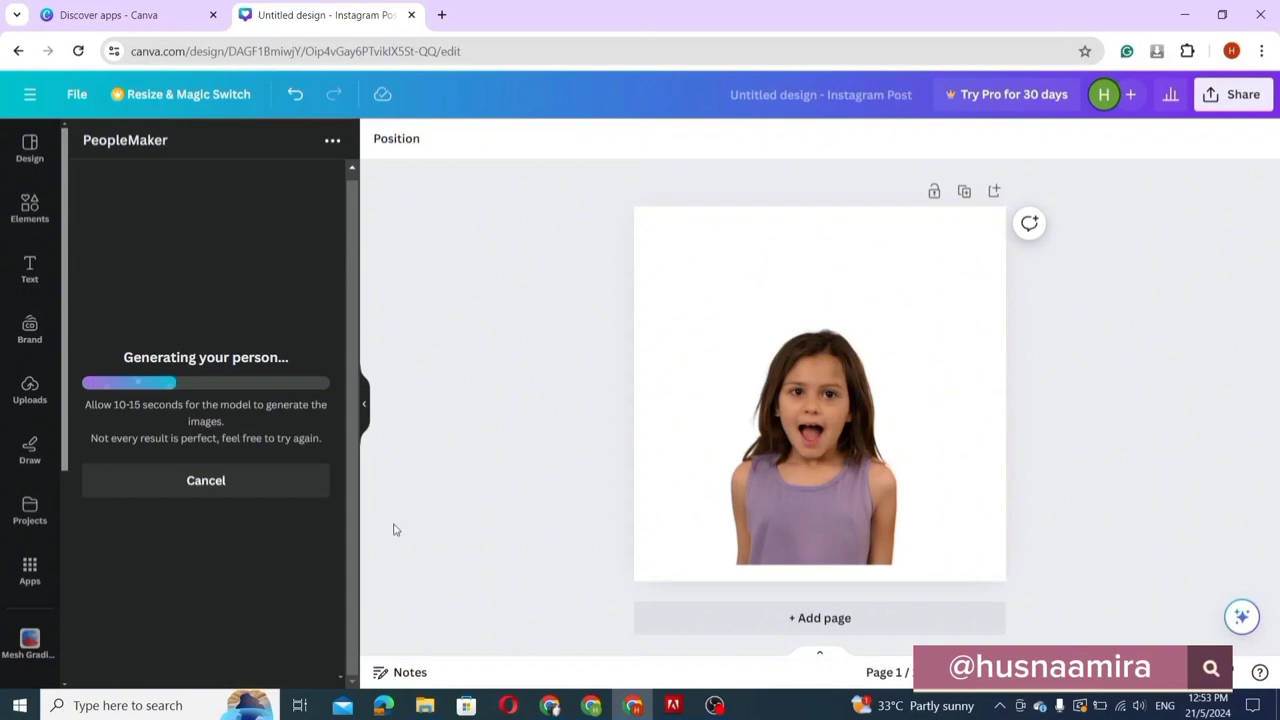 Discover apps - Canva
Untitled design - Instagram Pos
canva.com/design/DAGF1BmiwjY/Oip4vGay6PTviklX5St-QQ/edit
H
File
Resize & Magic Switch
Untitled design - Instagram Post
Try Pro for 30 days
H
Share
Design
Elements
Text
Brand
Uploads
Draw
Projects
Apps
Mesh Gradi...
PeopleMaker
Generating your person...
Allow 10-15 seconds for the model to generate the
images.
Not every result is perfect, feel free to try again.
Cancel
Position
+ Add page
Notes
Page 1 /
@husnaamira
Type here to search
33°C Partly sunny
ENG
12:53 PM
21/5/2024